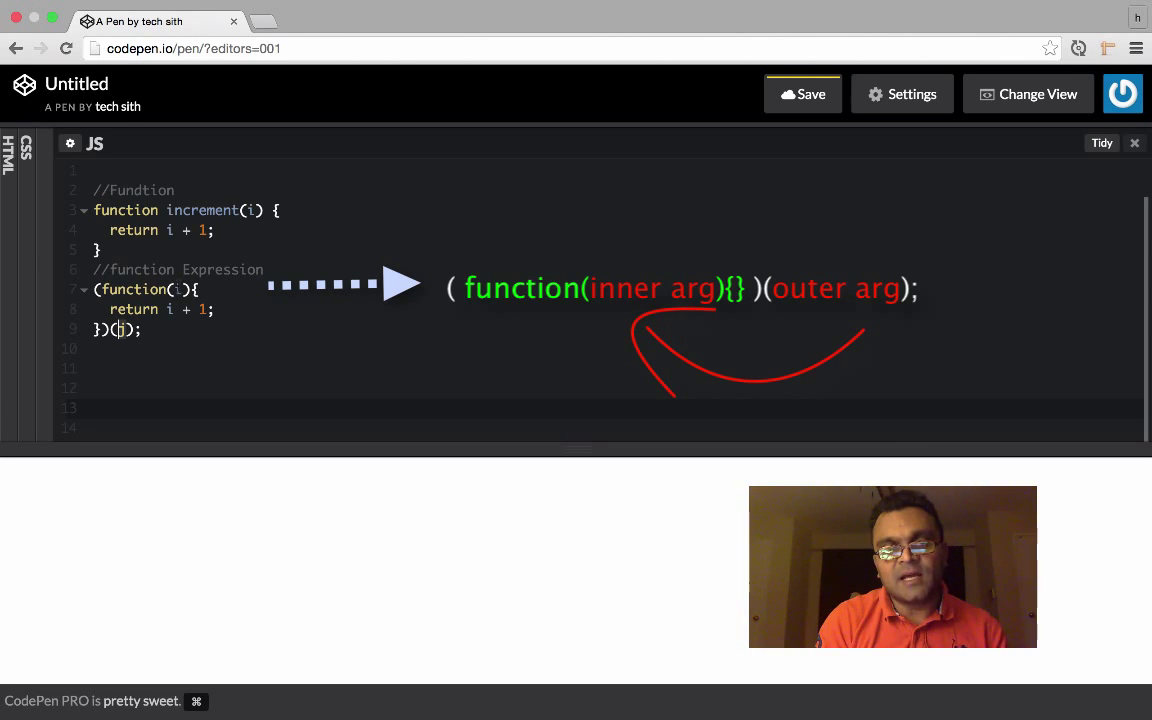 A Pen by tech sith
h
codepen.io/pen/?editors=001
Untitled
A PEN BY tech sith
Save
Settings
Change View
HTML
CSS
JS
Tidy
1
2 //Fundtion
3 function increment(i) {
4 return i + 1;
5 }
6 //function Expression
7 (function(i){
8 return i + 1;
9 })(j);
10
11
12
13
14
( function(inner arg){} )(outer arg);
CodePen PRO is pretty sweet. ⌘